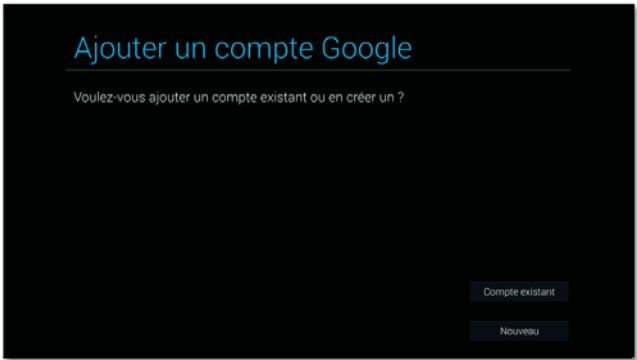 Ajouter un compte Google
Voulez-vous ajouter un compte existant ou en créer un ?
Compte existant
Nouveau